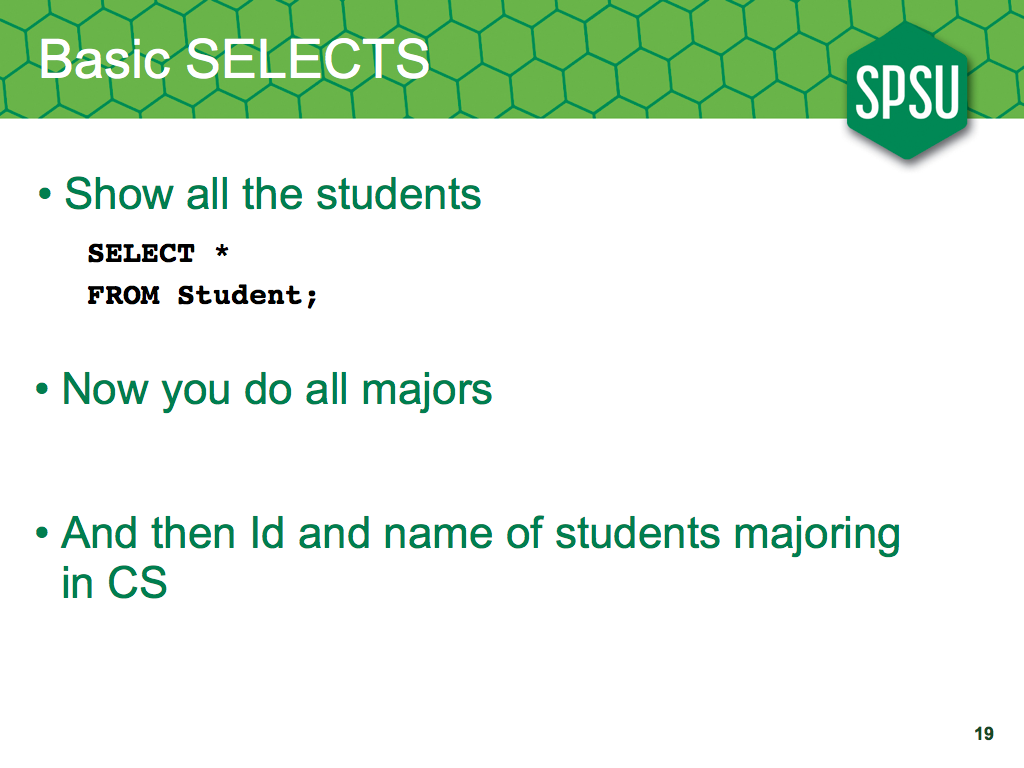 Basic SELECTS
SPSU
• Show all the students
SELECT *
FROM Student;
• Now you do all majors
• And then Id and name of students majoring
in CS
19